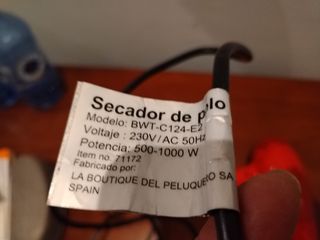 Secador de pelo
Modelo: BWT-C124-E2
Voltaje : 230V/AC 50Hz
Potencia: 500-1000 W
Item no. 71172
Fabricado por:
LA BOUTIQUE DEL PELUQUERO SA
SPAIN